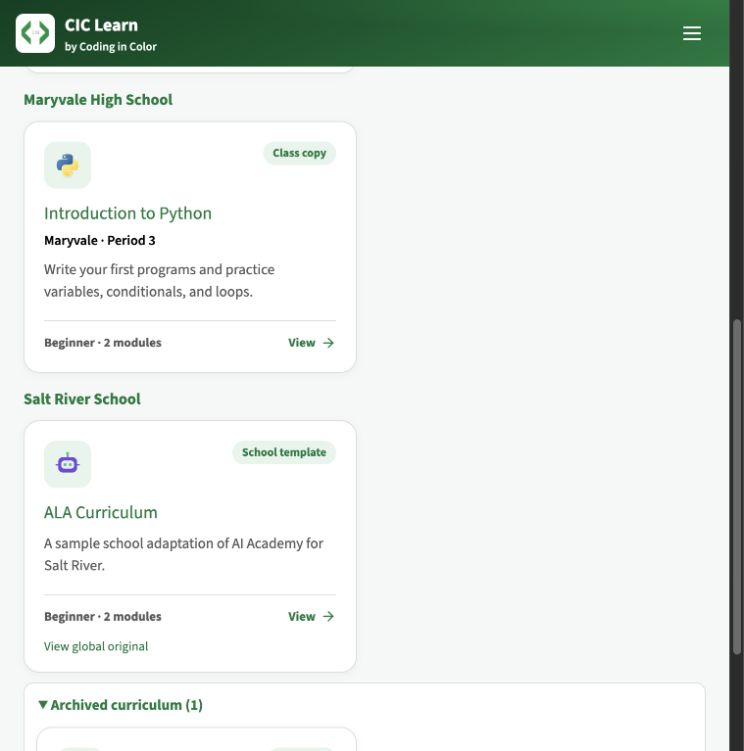 CIC Learn
by Coding in Color
Maryvale High School
Class copy
Introduction to Python
Maryvale · Period 3
Write your first programs and practice
variables, conditionals, and loops.
Beginner · 2 modules
View →
Salt River School
School template
ALA Curriculum
A sample school adaptation of AI Academy for
Salt River.
Beginner · 2 modules
View →
View global original
▼ Archived curriculum (1)